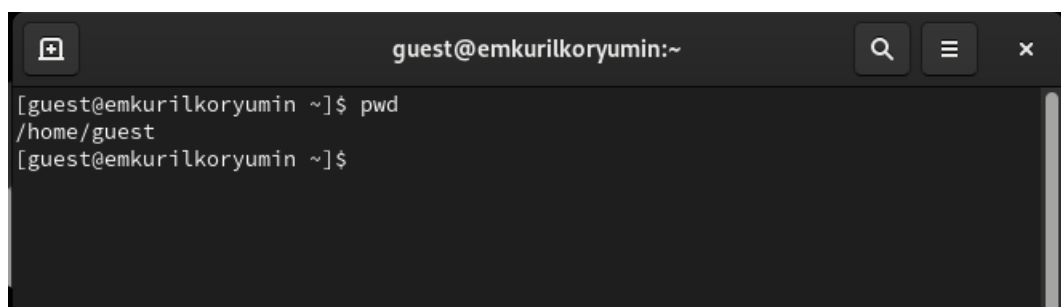 guest@emkurilkoryumin:~
[guest@emkurilkoryumin ~]$ pwd
/home/guest
[guest@emkurilkoryumin ~]$